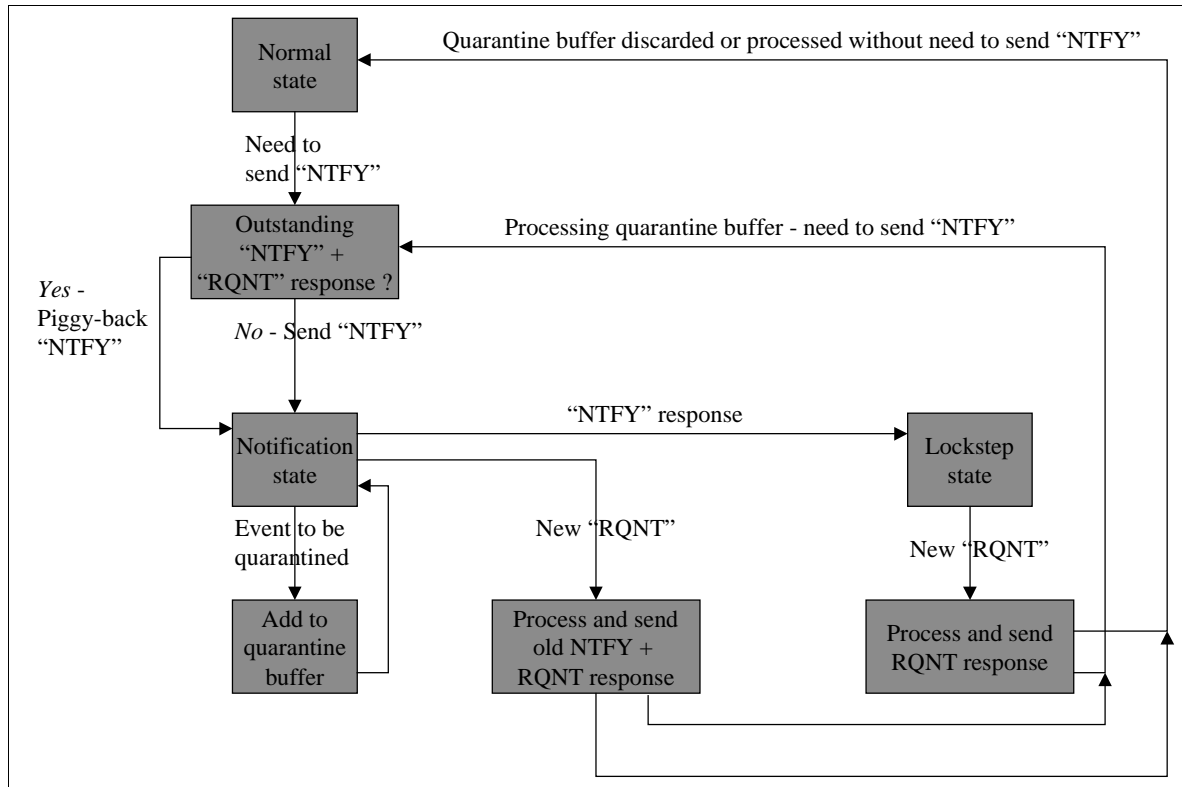 Normal
state
Quarantine buffer discarded or processed without need to send “NTFY”
Need to
send “NTFY”
Outstanding
“NTFY” +
“RQNT” response ?
Processing quarantine buffer - need to send “NTFY”
Yes -
Piggy-back
“NTFY”
No - Send “NTFY”
Notification
state
“NTFY” response
Lockstep
state
Event to be
quarantined
New “RQNT”
New “RQNT”
Add to
quarantine
buffer
Process and send
old NTFY +
RQNT response
Process and send
RQNT response